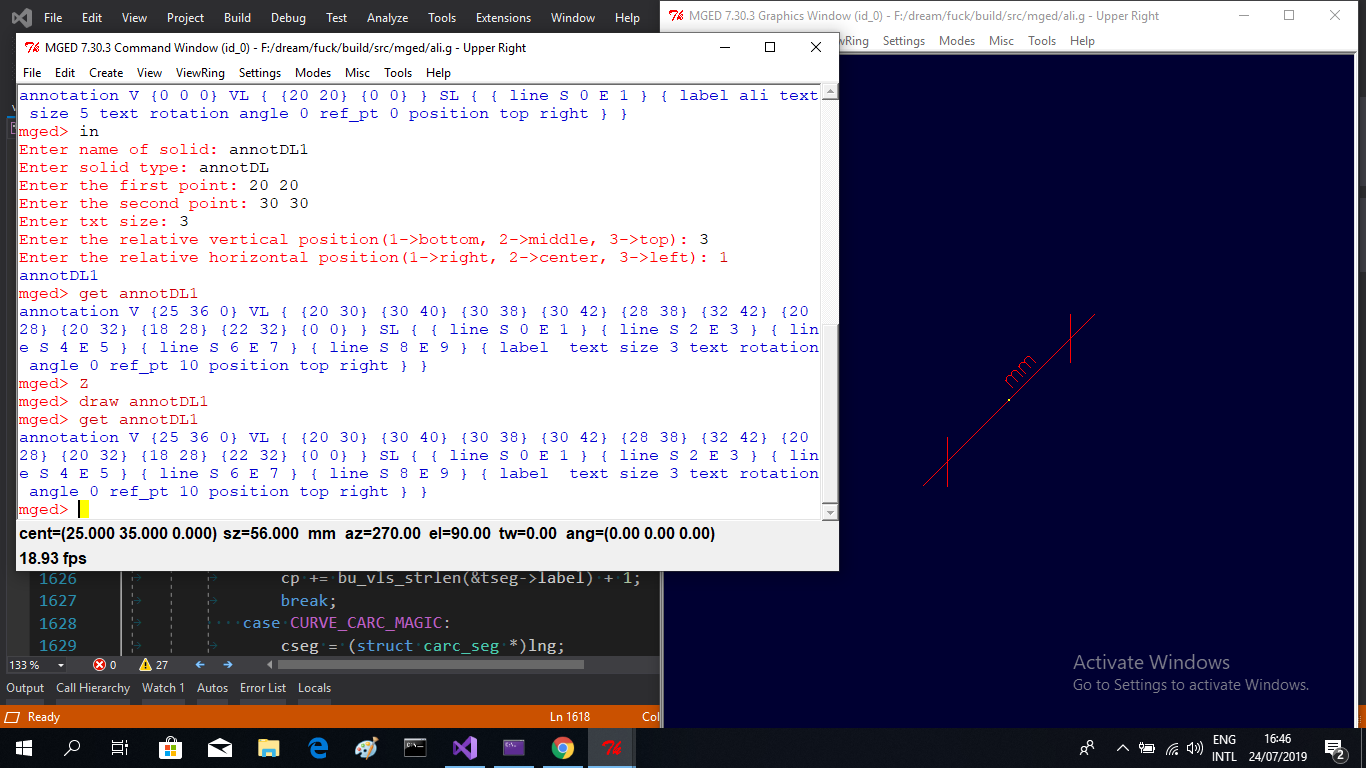 File Edit View Project Build Debug Test Analyze Tools Extensions Window Help
MGED 7.30.3 Graphics Window (id_0) - F:/dream/fuck/build/src/mged/ali.g - Upper Right
wRing Settings Modes Misc Tools Help
MGED 7.30.3 Command Window (id_0) - F:/dream/fuck/build/src/mged/ali.g - Upper Right
File Edit Create View ViewRing Settings Modes Misc Tools Help
annotation V {0 0 0} VL { {20 20} {0 0} } SL { { line S 0 E 1 } { label ali text
size 5 text rotation angle 0 ref_pt 0 position top right } }
mged> in
Enter name of solid: annotDL1
Enter solid type: annotDL
Enter the first point: 20 20
Enter the second point: 30 30
Enter txt size: 3
Enter the relative vertical position(1->bottom, 2->middle, 3->top): 3
Enter the relative horizontal position(1->right, 2->center, 3->left): 1
annotDL1
mged> get annotDL1
annotation V {25 36 0} VL { {20 30} {30 40} {30 38} {30 42} {28 38} {32 42} {20
28} {20 32} {18 28} {22 32} {0 0} } SL { { line S 0 E 1 } { line S 2 E 3 } { lin
e S 4 E 5 } { line S 6 E 7 } { line S 8 E 9 } { label  text size 3 text rotation
angle 0 ref_pt 10 position top right } }
mged> Z
mged> draw annotDL1
mged> get annotDL1
annotation V {25 36 0} VL { {20 30} {30 40} {30 38} {30 42} {28 38} {32 42} {20
28} {20 32} {18 28} {22 32} {0 0} } SL { { line S 0 E 1 } { line S 2 E 3 } { lin
e S 4 E 5 } { line S 6 E 7 } { line S 8 E 9 } { label  text size 3 text rotation
angle 0 ref_pt 10 position top right } }
mged>
cent=(25.000 35.000 0.000) sz=56.000 mm az=270.00 el=90.00 tw=0.00 ang=(0.00 0.00 0.00)
18.93 fps
mm
1626 cp += bu_vls_strlen(&tseg->label) + 1;
1627 break;
1628 case CURVE_CARC_MAGIC:
1629 cseg = (struct carc_seg *)lng;
133 % 0 27
Output Call Hierarchy Watch 1 Autos Error List Locals
Ready Ln 1618 Col
Activate Windows
Go to Settings to activate Windows.
ENG
INTL
16:46
24/07/2019
2